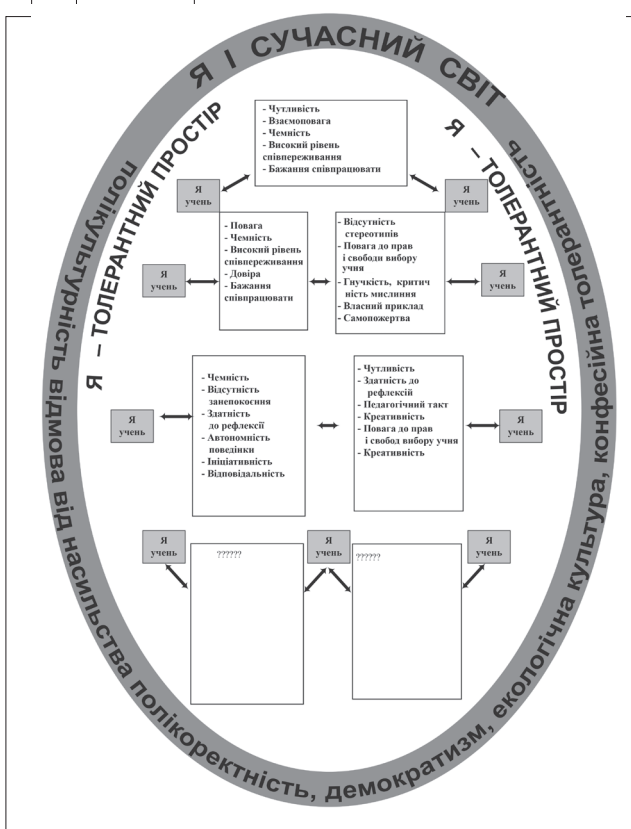 Я І СУЧАСНИЙ СВІТ
Я – ТОЛЕРАНТНИЙ ПРОСТІР
Я – ТОЛЕРАНТНИЙ ПРОСТІР
полікультурність відмова від насильства полікоректність, демократизм, екологічна культура, конфесійна толерантність
- Чутливість
- Взаємоповага
- Чемність
- Високий рівень
співпереживання
- Бажання співпрацювати
Я
учень
Я
учень
Я
учень
- Повага
- Чемність
- Високий рівень
співпереживання
- Довіра
- Бажання
співпрацювати
- Відсутність
стереотипів
- Повага до прав
і свободи вибору
учия
- Гнучкість, критич
ність мислиння
- Власний приклад
- Самопожертва
Я
учень
Я
учень
- Чемність
- Відсутність
занепокоєння
- Здатність
до рефлексії
- Автономність
поведінки
- Ініціативність
- Відповідальність
- Чутливість
- Здатність до
рефлексій
- Педагогічний такт
- Креативність
- Повага до прав
і свобод вибору учия
- Креативність
Я
учень
Я
учень
??????
Я
учень
??????
Я
учень